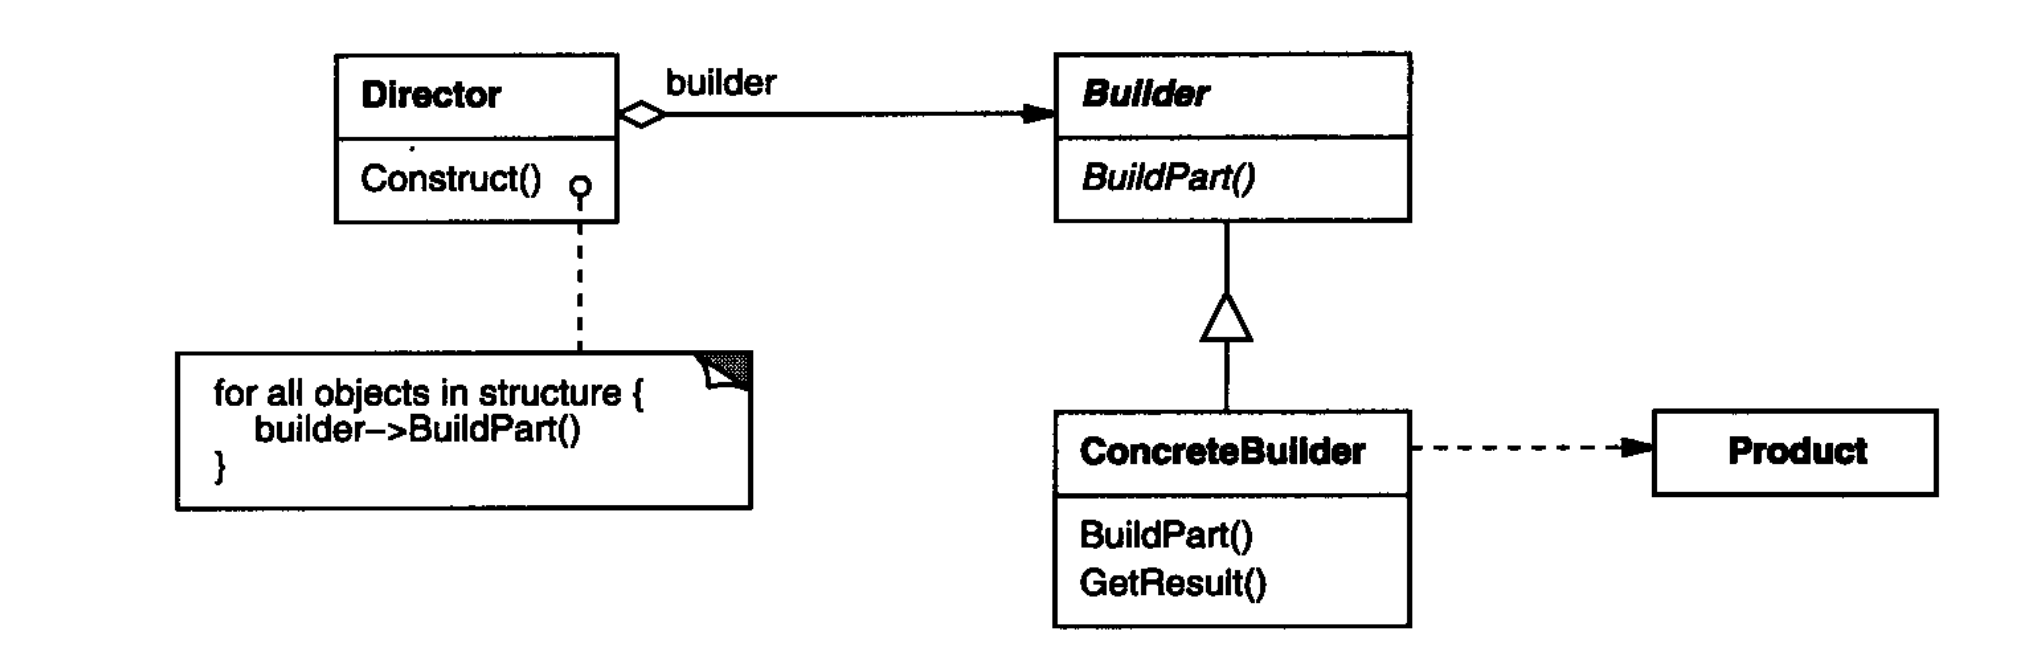 Director
Construct()
builder
Builder
BuildPart()
for all objects in structure {
builder–>BuildPart()
}
ConcreteBuilder
BuildPart()
GetResult()
Product